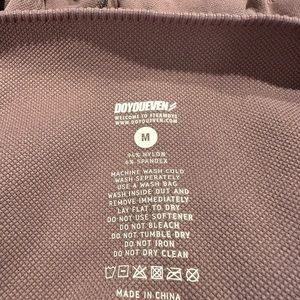 DOYOUEVEN
WELCOME TO #TEAMDYE
WWW.DOYOUEVEN.COM
M
94% NYLON
6% SPANDEX
MACHINE WASH COLD
WASH SEPERATELY
USE A WASH BAG
WASH INSIDE OUT AND
REMOVE IMMEDIATELY
LAY FLAT TO DRY
DO NOT USE SOFTENER
DO NOT BLEACH
DO NOT TUMBLE DRY
DO NOT IRON
DO NOT DRY CLEAN
MADE IN CHINA